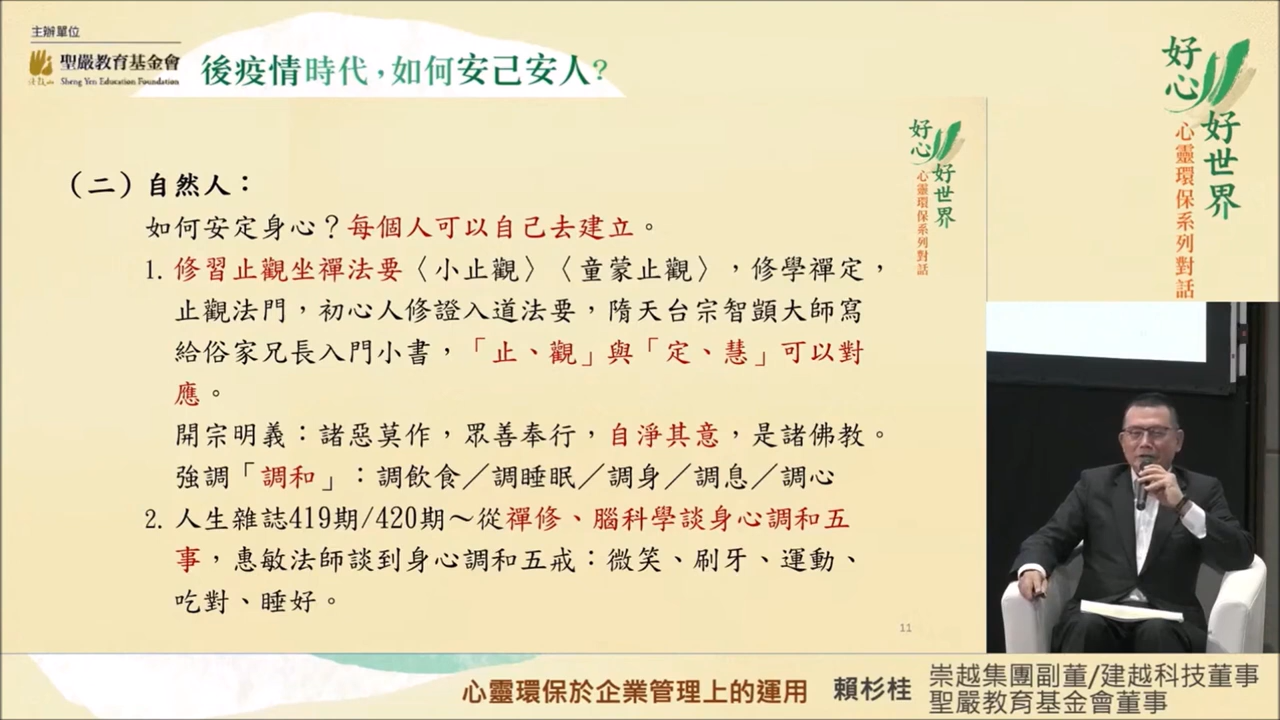 主辦單位
聖嚴教育基金會
Sheng Yen Education Foundation
後疫情時代，如何安己安人？
好心
好世界
心靈環保系列對話
好心
好世界
心靈環保系列對話
（二）自然人：
如何安定身心？每個人可以自己去建立。
1. 修習止觀坐禪法要〈小止觀〉〈童蒙止觀〉，修學禪定，
止觀法門，初心人修證入道法要，隋天台宗智顗大師寫
給俗家兄長入門小書，「止、觀」與「定、慧」可以對
應。
開宗明義：諸惡莫作，眾善奉行，自淨其意，是諸佛教。
強調「調和」：調飲食／調睡眠／調身／調息／調心
2. 人生雜誌419期/420期～從禪修、腦科學談身心調和五
事，惠敏法師談到身心調和五戒：微笑、刷牙、運動、
吃對、睡好。
11
心靈環保於企業管理上的運用
賴杉桂
崇越集團副董/建越科技董事
聖嚴教育基金會董事